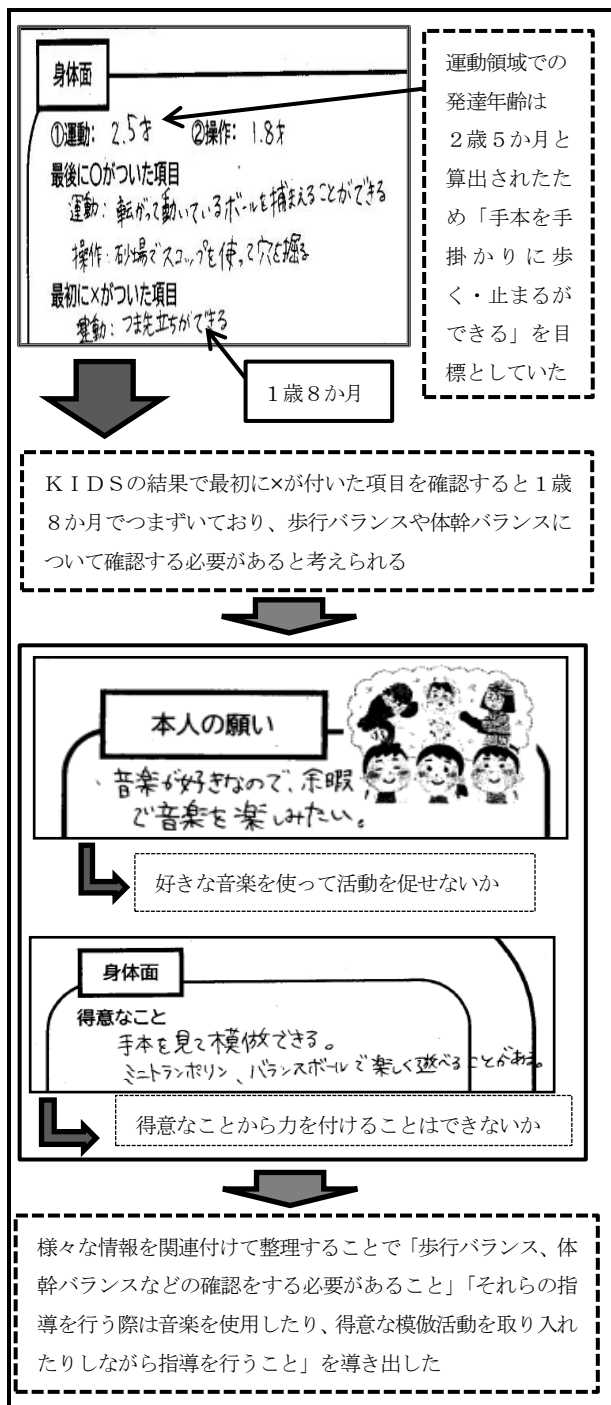 身体面
①運動: 2.5才 ②操作: 1.8才
最後に〇がついた項目
運動: 転がって動いているボールを捕まえることができる
操作: 砂場でスコップを使って穴を掘る
最初に×がついた項目
運動: つま先立ちができる
運動領域での
発達年齢は
２歳５か月と
算出されたた
め「手本を手
掛かりに歩
く・止まるが
できる」を目
標としていた
１歳８か月
ＫＩＤＳの結果で最初に×が付いた項目を確認すると１歳
８か月でつまずいており、歩行バランスや体幹バランスに
ついて確認する必要があると考えられる
本人の願い
・音楽が好きなので、余暇
で音楽を楽しみたい。
好きな音楽を使って活動を促せないか
身体面
得意なこと
手本を見て模倣できる。
ミニトランポリン、バランスボールで楽しく遊べることがある。
得意なことから力を付けることはできないか
様々な情報を関連付けて整理することで「歩行バランス、体
幹バランスなどの確認をする必要があること」「それらの指
導を行う際は音楽を使用したり、得意な模倣活動を取り入れ
たりしながら指導を行うこと」を導き出した